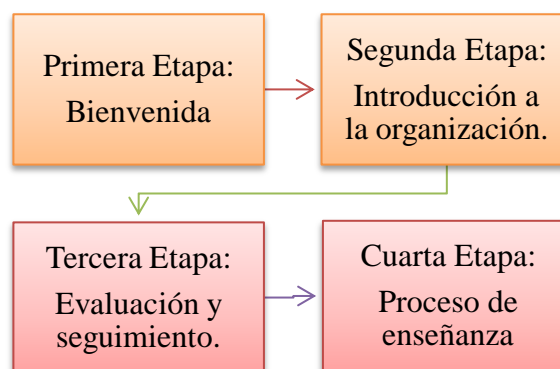 Primera Etapa:
Bienvenida
Segunda Etapa:
Introducción a
la organización.
Tercera Etapa:
Evaluación y
seguimiento.
Cuarta Etapa:
Proceso de
enseñanza